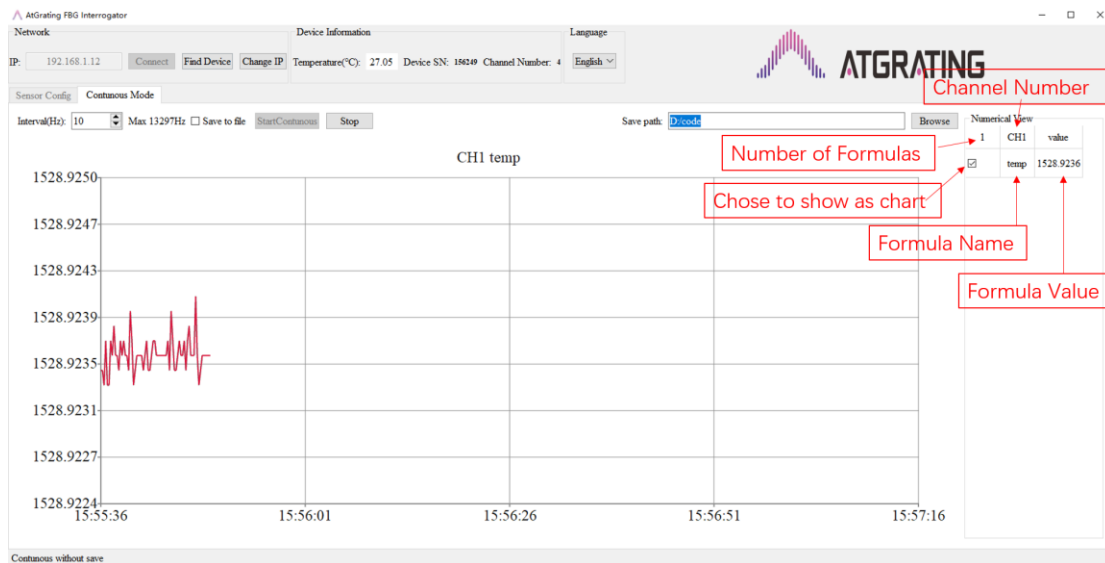 AtGrating FBG Interrogator
Network
Device Information
Language
IP: 192.168.1.12 Connect Find Device Change IP Temperature(°C): 27.05 Device SN: 156249 Channel Number: 4 English
ATGRATING
Sensor Config Contunous Mode
Channel Number
Interval(Hz): 10 Max 13297Hz Save to file StartContunous Stop Save path: D:/code Browse
Numerical View
1 CH1 value
Number of Formulas
temp 1528.9236
Chose to show as chart
Formula Name
Formula Value
CH1 temp
1528.9250
1528.9247
1528.9243
1528.9239
1528.9235
1528.9231
1528.9227
1528.9224
15:55:36 15:56:01 15:56:26 15:56:51 15:57:16
Contunous without save